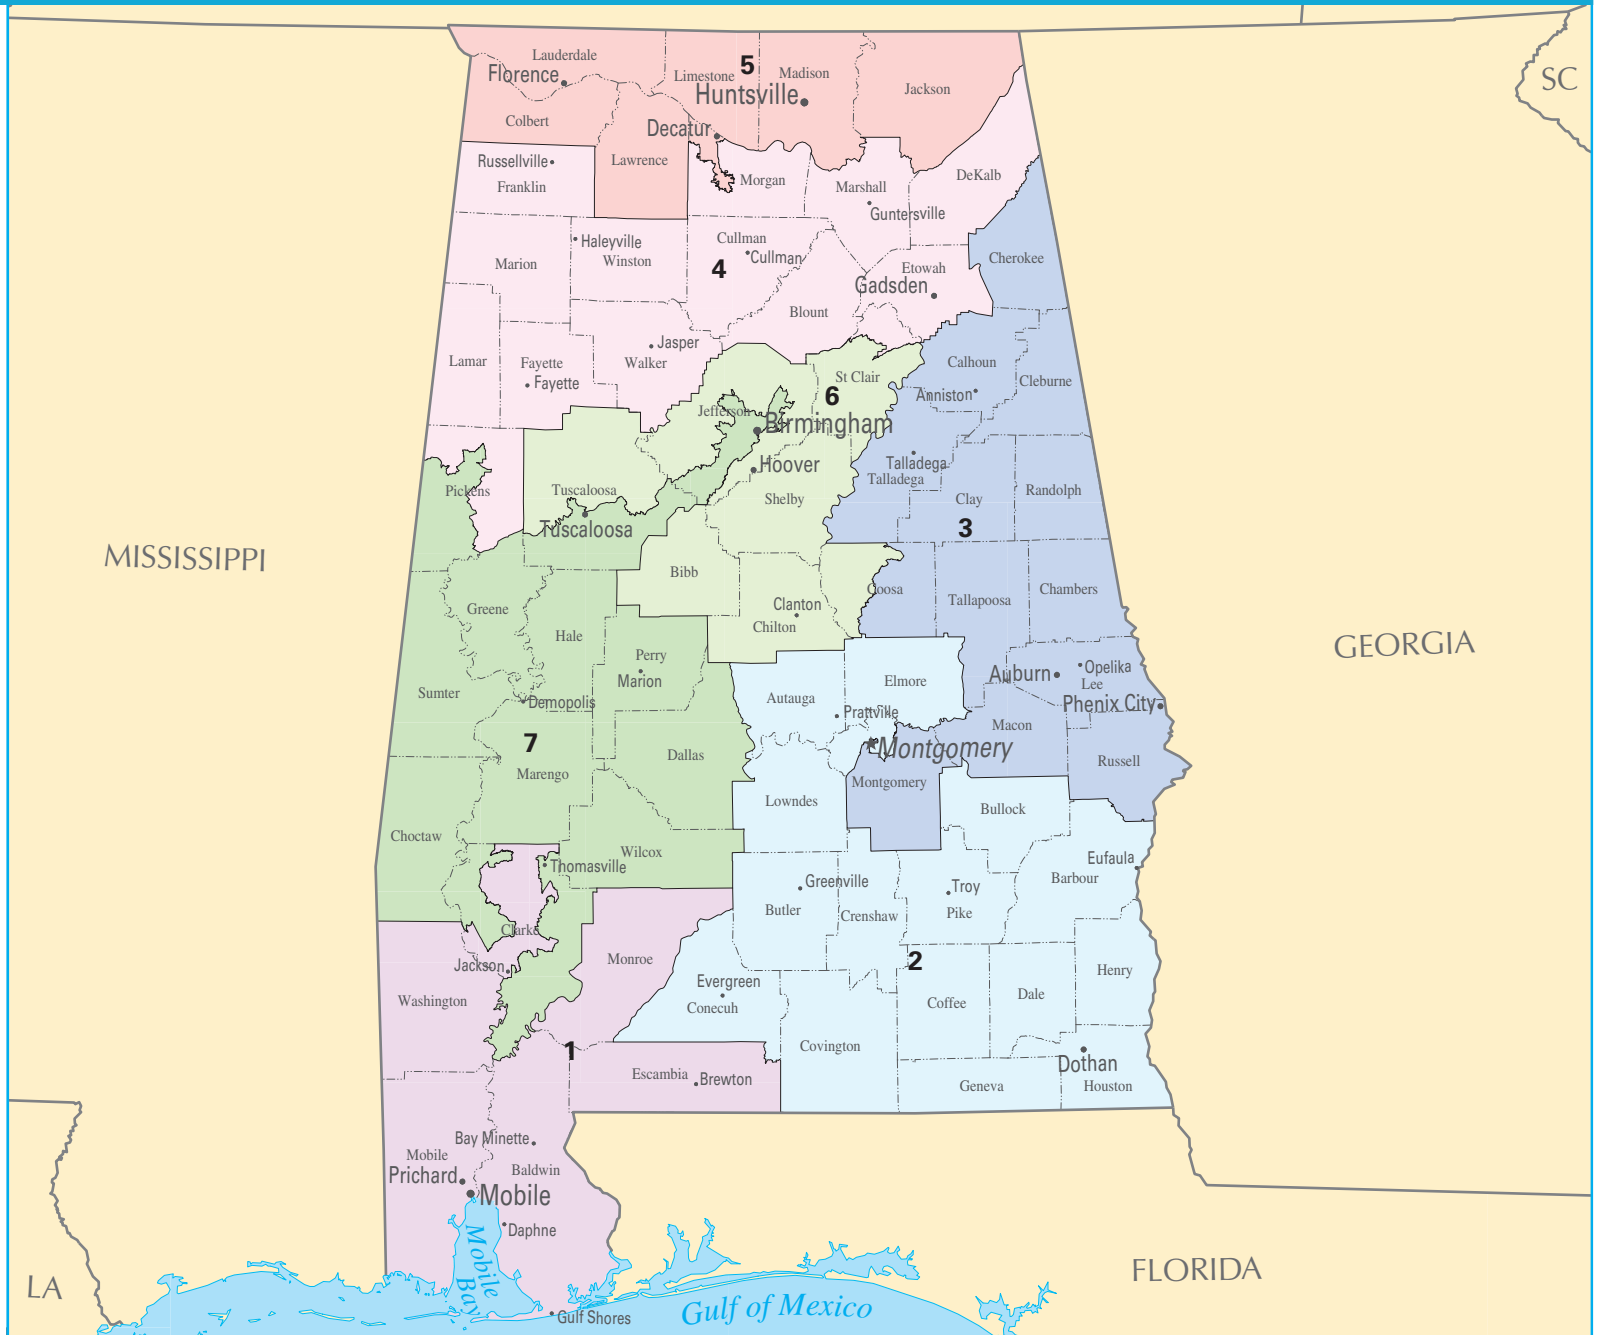 Lauderdale
Florence
5
Limestone
Madison
Huntsville
Jackson
SC
Colbert
Decatur
Lawrence
Russellville
Franklin
Morgan
Marshall
DeKalb
Guntersville
Haleyville
Winston
Marion
Cullman
Cullman
4
Etowah
Gadsden
Cherokee
Blount
Jasper
Walker
Lamar
Fayette
Fayette
St Clair
6
Calhoun
Cleburne
Anniston
Jefferson
Birmingham
Hoover
Talladega
Talladega
Pickens
Tuscaloosa
Tuscaloosa
Shelby
Clay
Randolph
3
MISSISSIPPI
Bibb
Coosa
Tallapoosa
Chambers
Greene
Clanton
Chilton
Hale
GEORGIA
Perry
Marion
Sumter
Demopolis
Autauga
Elmore
Auburn
Opelika
Lee
Phenix City
Prattville
Macon
7
Marengo
Dallas
Montgomery
Montgomery
Russell
Lowndes
Bullock
Choctaw
Wilcox
Thomasville
Eufaula
Barbour
Greenville
Troy
Butler
Crenshaw
Pike
Clarke
Jackson
Monroe
2
Henry
Washington
Evergreen
Conecuh
Coffee
Dale
1
Covington
Dothan
Escambia
Brewton
Geneva
Houston
Bay Minette
Mobile
Baldwin
Prichard
Mobile
Daphne
Mobile
Bay
LA
FLORIDA
Gulf of Mexico
Gulf Shores